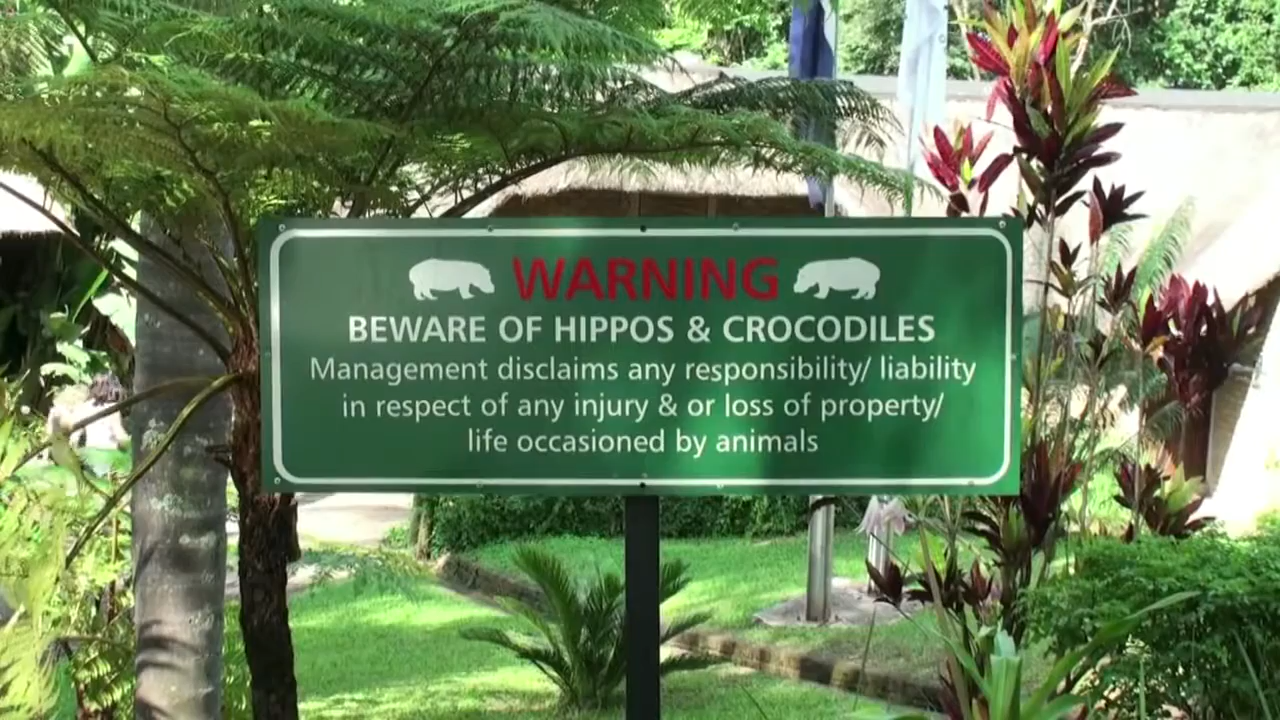 WARNING
BEWARE OF HIPPOS & CROCODILES
Management disclaims any responsibility/ liability
in respect of any injury & or loss of property/
life occasioned by animals